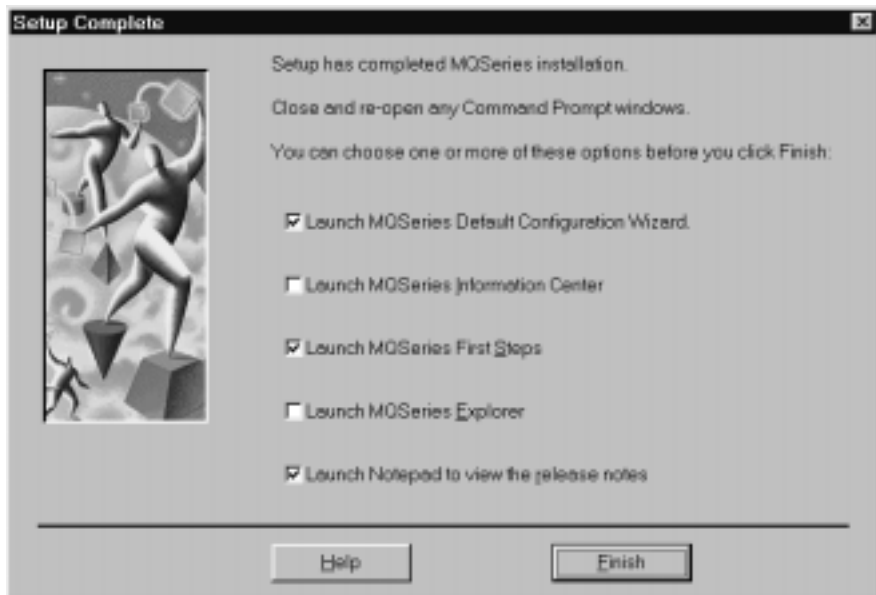 Setup Complete
Setup has completed MQSeries installation.
Close and re-open any Command Prompt windows.
You can choose one or more of these options before you click Finish:
Launch MQSeries Default Configuration Wizard.
Launch MQSeries Information Center
Launch MQSeries First Steps
Launch MQSeries Explorer
Launch Notepad to view the release notes
Help
Finish